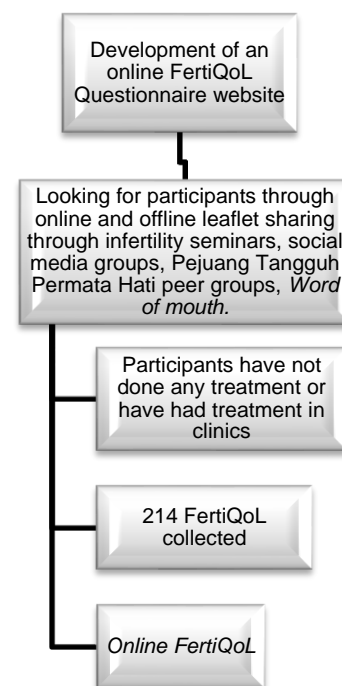 Development of an
online FertiQoL
Questionnaire website
Looking for participants through
online and offline leaflet sharing
through infertility seminars, social
media groups, Pejuang Tangguh
Permata Hati peer groups, Word
of mouth.
Participants have not
done any treatment or
have had treatment in
clinics
214 FertiQoL
collected
Online FertiQoL